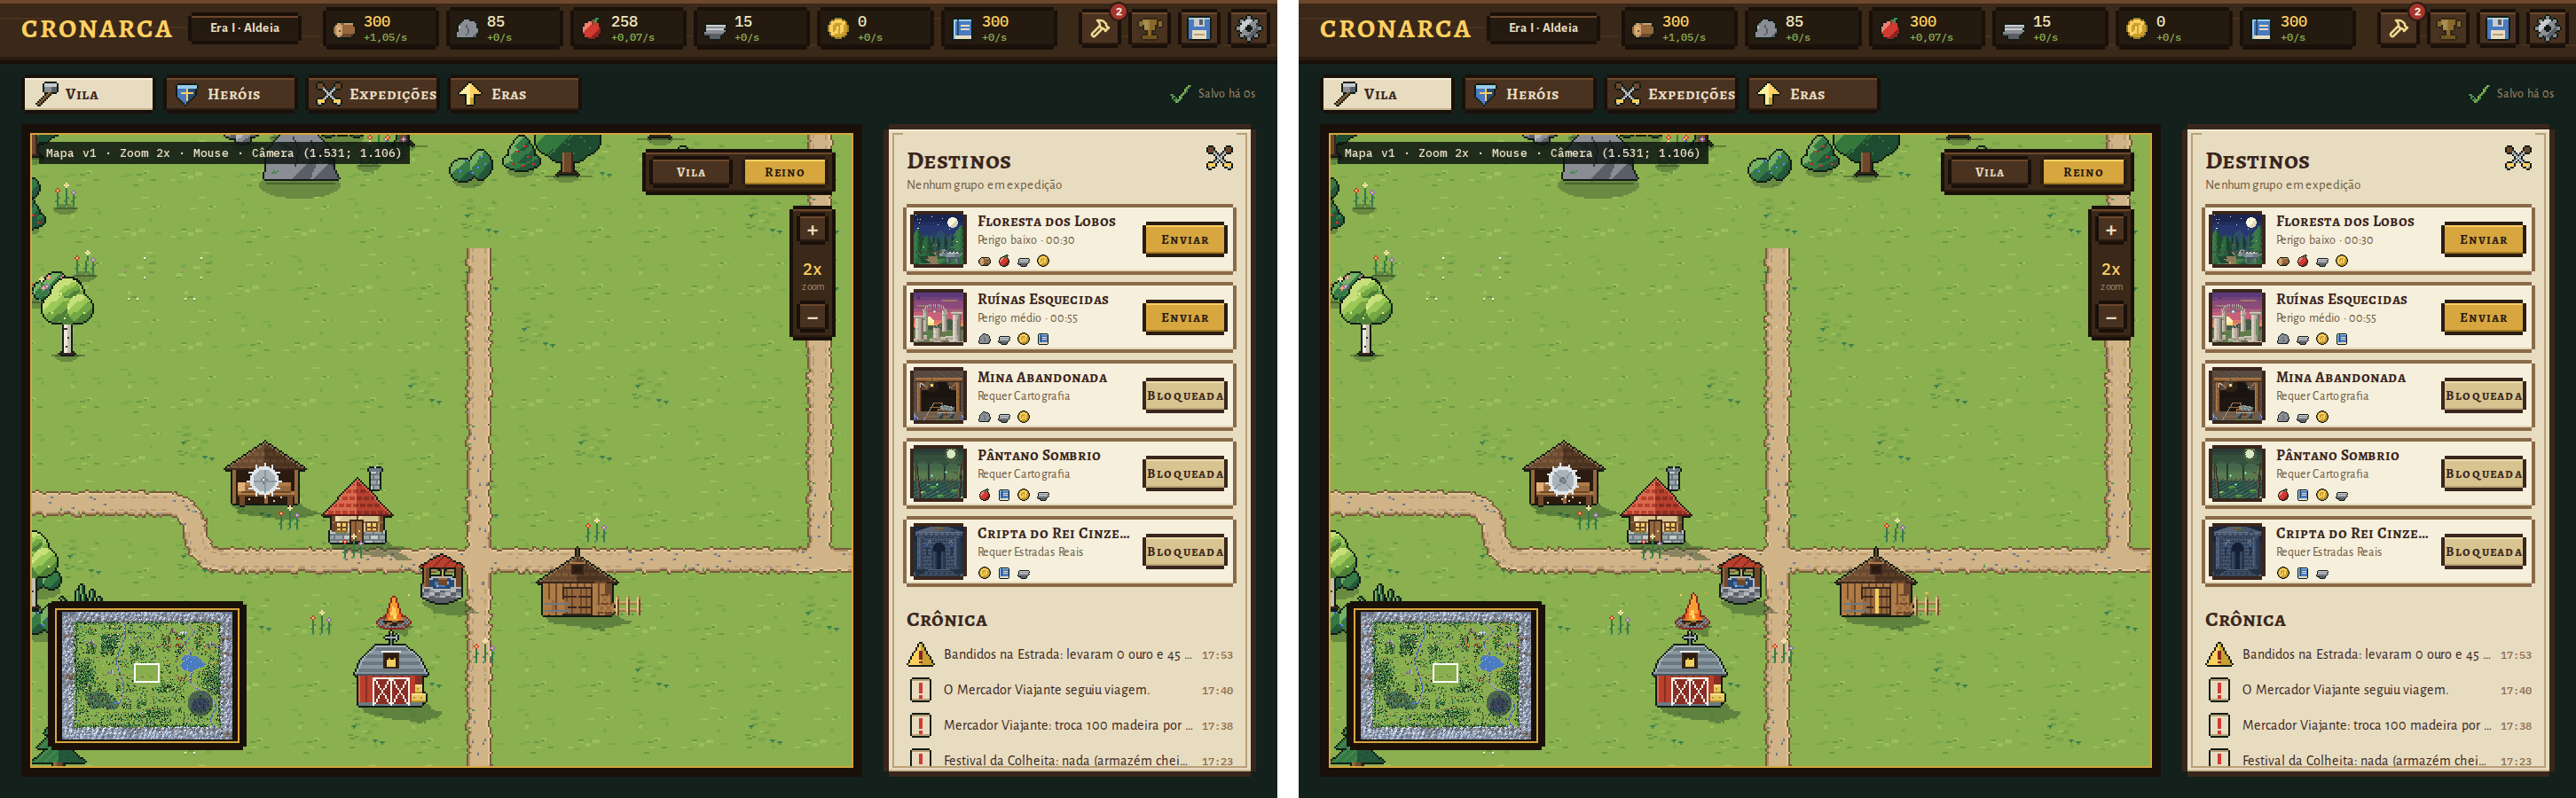 CRONARCA
Era I · Aldeia
300
+1,05/s
85
+0/s
258
+0,07/s
15
+0/s
0
+0/s
300
+0/s
2
Vila
Heróis
Expedições
Eras
Salvo há 0s
Mapa v1 · Zoom 2x · Mouse · Câmera (1.531; 1.106)
Vila
Reino
+
2x
zoom
−
Destinos
Nenhum grupo em expedição
Floresta dos Lobos
Perigo baixo · 00:30
Enviar
Ruínas Esquecidas
Perigo médio · 00:55
Enviar
Mina Abandonada
Requer Cartografia
Bloqueada
Pântano Sombrio
Requer Cartografia
Bloqueada
Cripta do Rei Cinze...
Requer Estradas Reais
Bloqueada
Crônica
Bandidos na Estrada: levaram 0 ouro e 45 ... 17:53
O Mercador Viajante seguiu viagem. 17:40
Mercador Viajante: troca 100 madeira por ... 17:38
Festival da Colheita: nada (armazém chei... 17:23
CRONARCA
Era I · Aldeia
300
+1,05/s
85
+0/s
300
+0,07/s
15
+0/s
0
+0/s
300
+0/s
2
Vila
Heróis
Expedições
Eras
Salvo há 0s
Mapa v1 · Zoom 2x · Mouse · Câmera (1.531; 1.106)
Vila
Reino
+
2x
zoom
−
Destinos
Nenhum grupo em expedição
Floresta dos Lobos
Perigo baixo · 00:30
Enviar
Ruínas Esquecidas
Perigo médio · 00:55
Enviar
Mina Abandonada
Requer Cartografia
Bloqueada
Pântano Sombrio
Requer Cartografia
Bloqueada
Cripta do Rei Cinze...
Requer Estradas Reais
Bloqueada
Crônica
Bandidos na Estrada: levaram 0 ouro e 45 ... 17:53
O Mercador Viajante seguiu viagem. 17:40
Mercador Viajante: troca 100 madeira por ... 17:38
Festival da Colheita: nada (armazém chei... 17:23